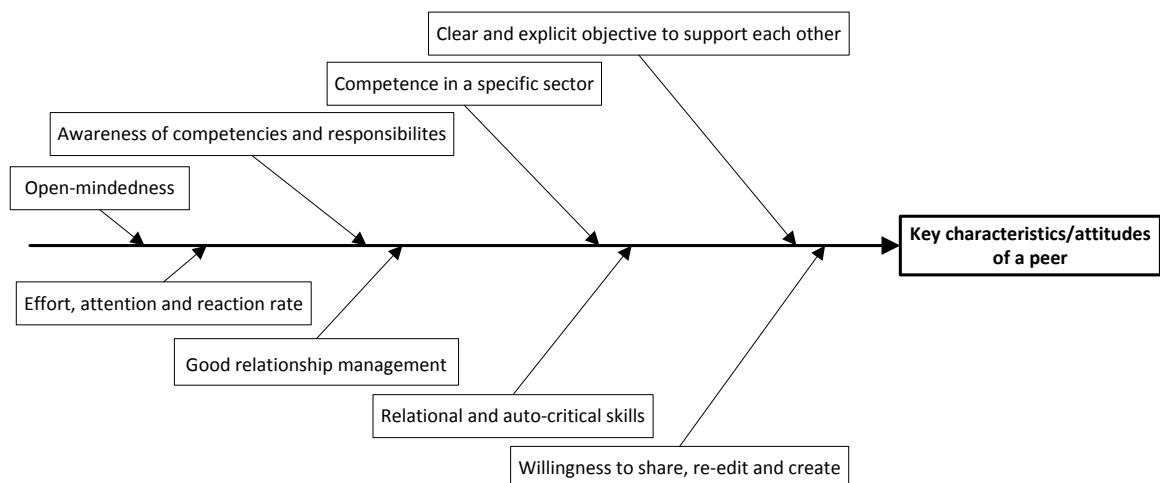 Clear and explicit objective to support each other
Competence in a specific sector
Awareness of competencies and responsibilites
Open-mindedness
Key characteristics/attitudes
of a peer
Effort, attention and reaction rate
Good relationship management
Relational and auto-critical skills
Willingness to share, re-edit and create